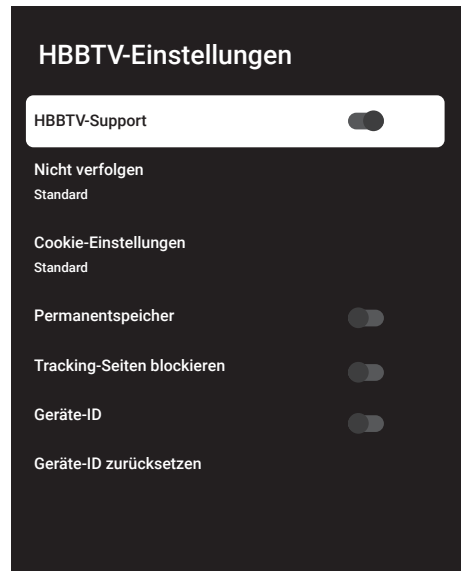 HBBTV-Einstellungen
HBBTV-Support
Nicht verfolgen
Standard
Cookie-Einstellungen
Standard
Permanentspeicher
Tracking-Seiten blockieren
Geräte-ID
Geräte-ID zurücksetzen